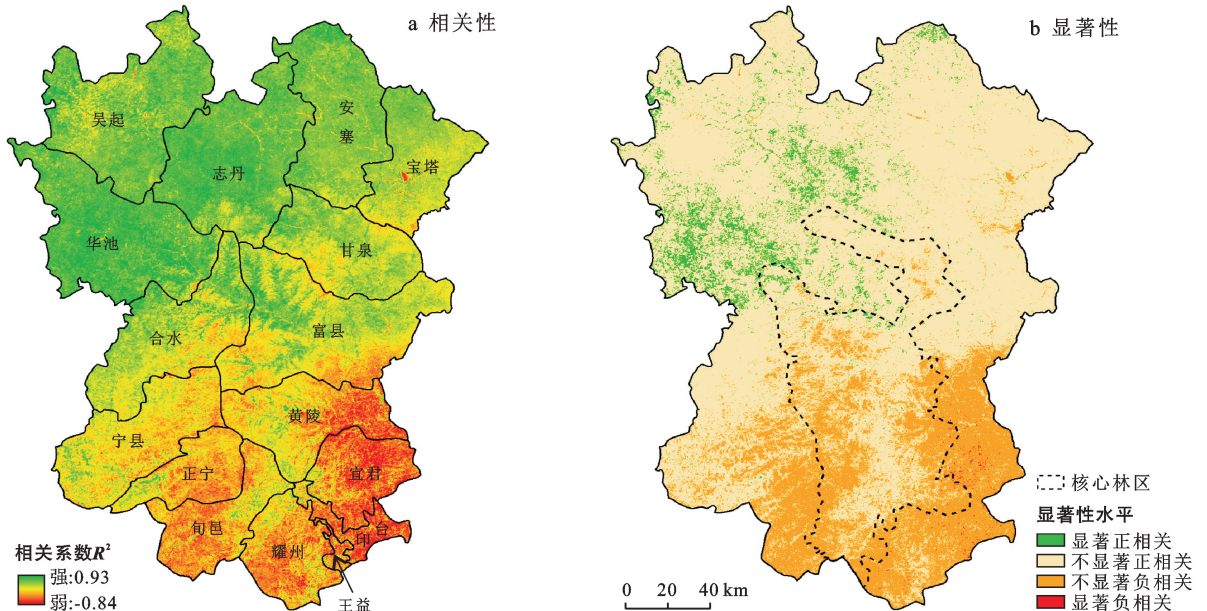 a 相关性
吴起
安塞
宝塔
志丹
华池
甘泉
合水
富县
黄陵
宁县
正宁
宜君
旬邑
耀州
印台
王益
相关系数R²
强:0.93
弱:-0.84
b 显著性
核心林区
显著性水平
显著正相关
不显著正相关
不显著负相关
显著负相关
0 20 40 km